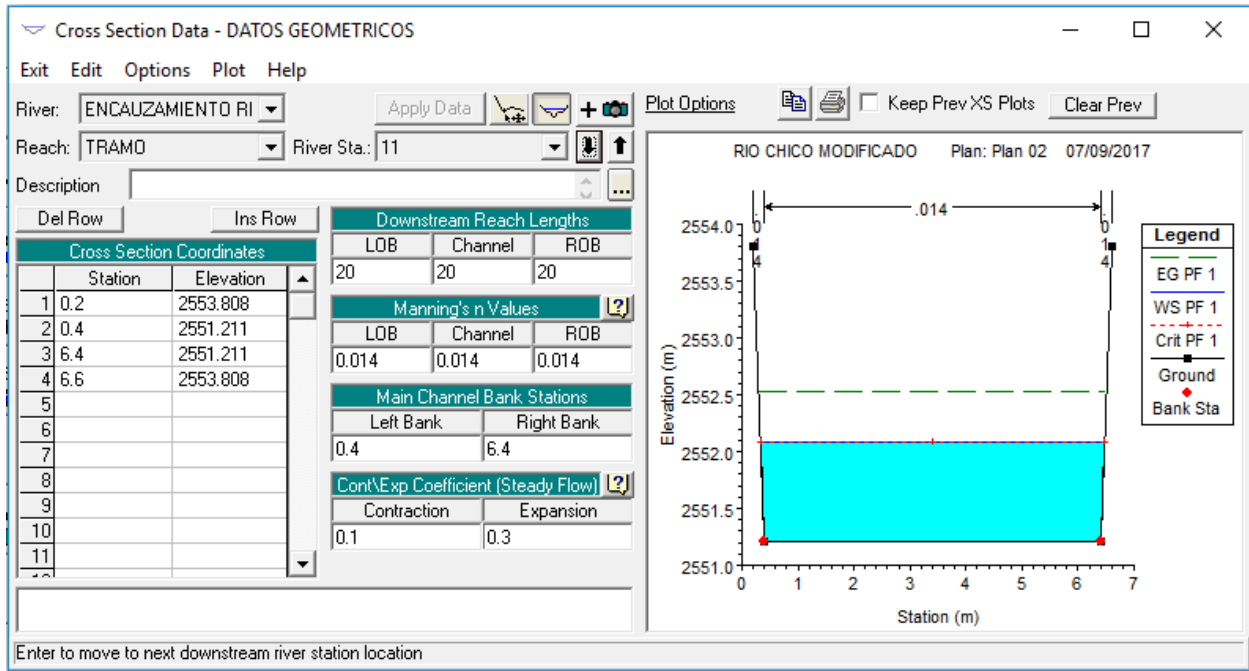 Cross Section Data - DATOS GEOMETRICOS
Exit Edit Options Plot Help
River: ENCAUZAMIENTO RI
Apply Data
Reach: TRAMO
River Sta.: 11
Description
...
Del Row Ins Row
Cross Section Coordinates
Station Elevation
1 0.2 2553.808
2 0.4 2551.211
3 6.4 2551.211
4 6.6 2553.808
5
6
7
8
9
10
11
Downstream Reach Lengths
LOB Channel ROB
20 20 20
Manning's n Values ?
LOB Channel ROB
0.014 0.014 0.014
Main Channel Bank Stations
Left Bank Right Bank
0.4 6.4
Cont\Exp Coefficient (Steady Flow) ?
Contraction Expansion
0.1 0.3
Plot Options
Keep Prev XS Plots
Clear Prev
RIO CHICO MODIFICADO Plan: Plan 02 07/09/2017
.014
.014
.014
2554.0
2553.5
2553.0
2552.5
2552.0
2551.5
2551.0
Elevation (m)
0 1 2 3 4 5 6 7
Station (m)
Legend
EG PF 1
WS PF 1
Crit PF 1
Ground
Bank Sta
Enter to move to next downstream river station location